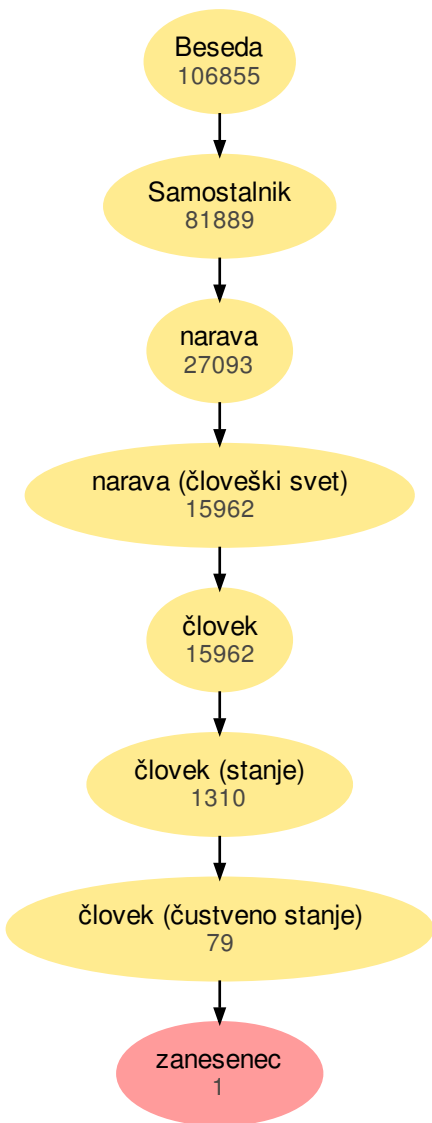 Beseda
106855
Samostalnik
81889
narava
27093
narava (človeški svet)
15962
človek
15962
človek (stanje)
1310
človek (čustveno stanje)
79
zanesenec
1